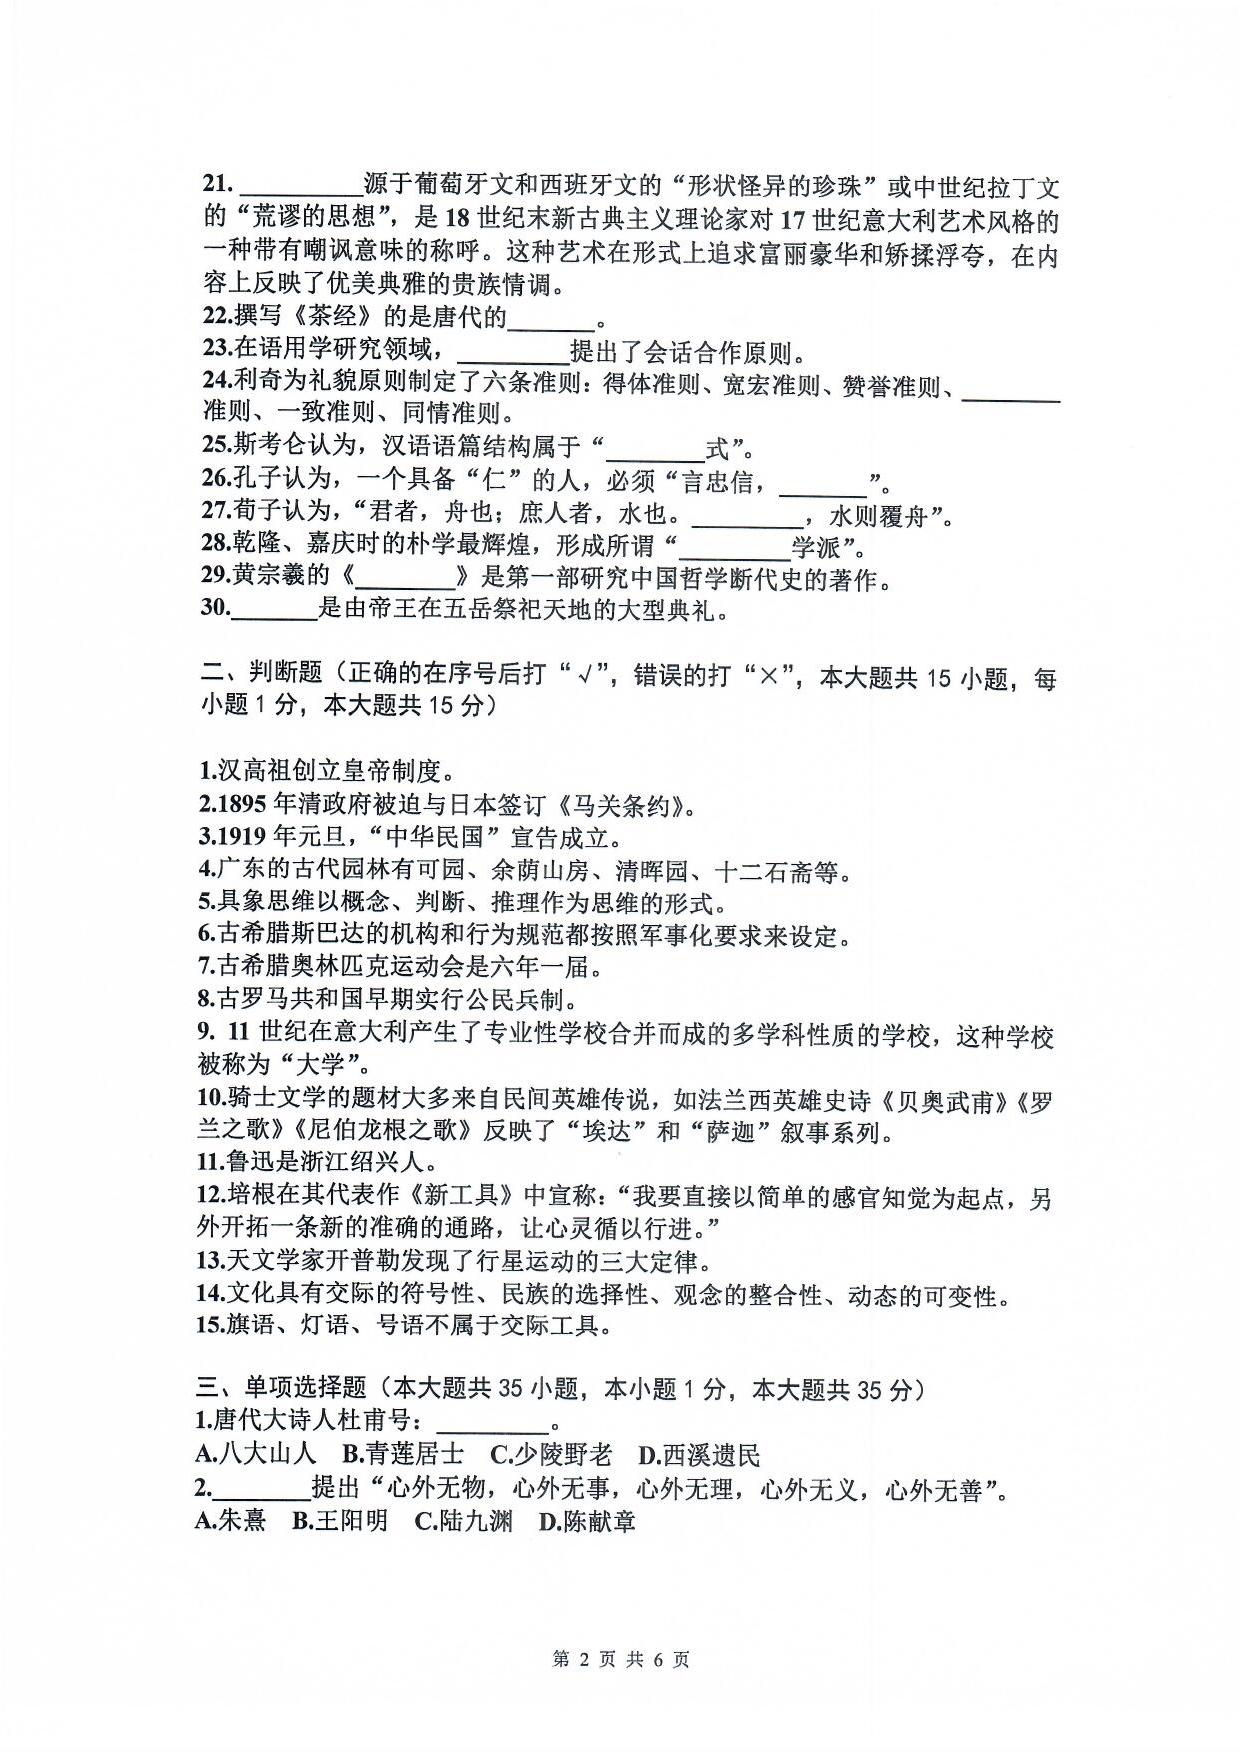 21. __________源于葡萄牙文和西班牙文的“形状怪异的珍珠”或中世纪拉丁文
的“荒谬的思想”，是 18 世纪末新古典主义理论家对 17 世纪意大利艺术风格的
一种带有嘲讽意味的称呼。这种艺术在形式上追求富丽豪华和矫揉浮夸，在内
容上反映了优美典雅的贵族情调。
22.撰写《茶经》的是唐代的_______。
23.在语用学研究领域，_________提出了会话合作原则。
24.利奇为礼貌原则制定了六条准则：得体准则、宽宏准则、赞誉准则、________
准则、一致准则、同情准则。
25.斯考仑认为，汉语语篇结构属于“________式”。
26.孔子认为，一个具备“仁”的人，必须“言忠信，_______”。
27.荀子认为，“君者，舟也；庶人者，水也。_________，水则覆舟”。
28.乾隆、嘉庆时的朴学最辉煌，形成所谓“_________学派”。
29.黄宗羲的《________》是第一部研究中国哲学断代史的著作。
30._______是由帝王在五岳祭祀天地的大型典礼。
二、判断题（正确的在序号后打“√”，错误的打“×”，本大题共 15 小题，每
小题 1 分，本大题共 15 分）
1.汉高祖创立皇帝制度。
2.1895 年清政府被迫与日本签订《马关条约》。
3.1919 年元旦，“中华民国”宣告成立。
4.广东的古代园林有可园、余荫山房、清晖园、十二石斋等。
5.具象思维以概念、判断、推理作为思维的形式。
6.古希腊斯巴达的机构和行为规范都按照军事化要求来设定。
7.古希腊奥林匹克运动会是六年一届。
8.古罗马共和国早期实行公民兵制。
9. 11 世纪在意大利产生了专业性学校合并而成的多学科性质的学校，这种学校
被称为“大学”。
10.骑士文学的题材大多来自民间英雄传说，如法兰西英雄史诗《贝奥武甫》《罗
兰之歌》《尼伯龙根之歌》反映了“埃达”和“萨迦”叙事系列。
11.鲁迅是浙江绍兴人。
12.培根在其代表作《新工具》中宣称：“我要直接以简单的感官知觉为起点，另
外开拓一条新的准确的通路，让心灵循以行进。”
13.天文学家开普勒发现了行星运动的三大定律。
14.文化具有交际的符号性、民族的选择性、观念的整合性、动态的可变性。
15.旗语、灯语、号语不属于交际工具。
三、单项选择题（本大题共 35 小题，本小题 1 分，本大题共 35 分）
1.唐代大诗人杜甫号：_________。
A.八大山人 B.青莲居士 C.少陵野老 D.西溪遗民
2.________提出“心外无物，心外无事，心外无理，心外无义，心外无善”。
A.朱熹 B.王阳明 C.陆九渊 D.陈献章
第 2 页 共 6 页